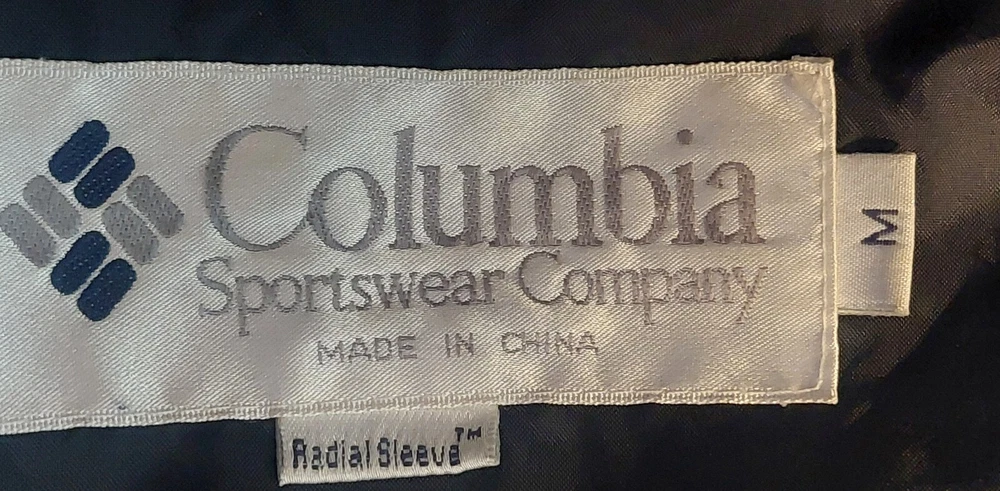 Columbia
Sportswear Company
MADE IN CHINA
M
Radial Sleeve™